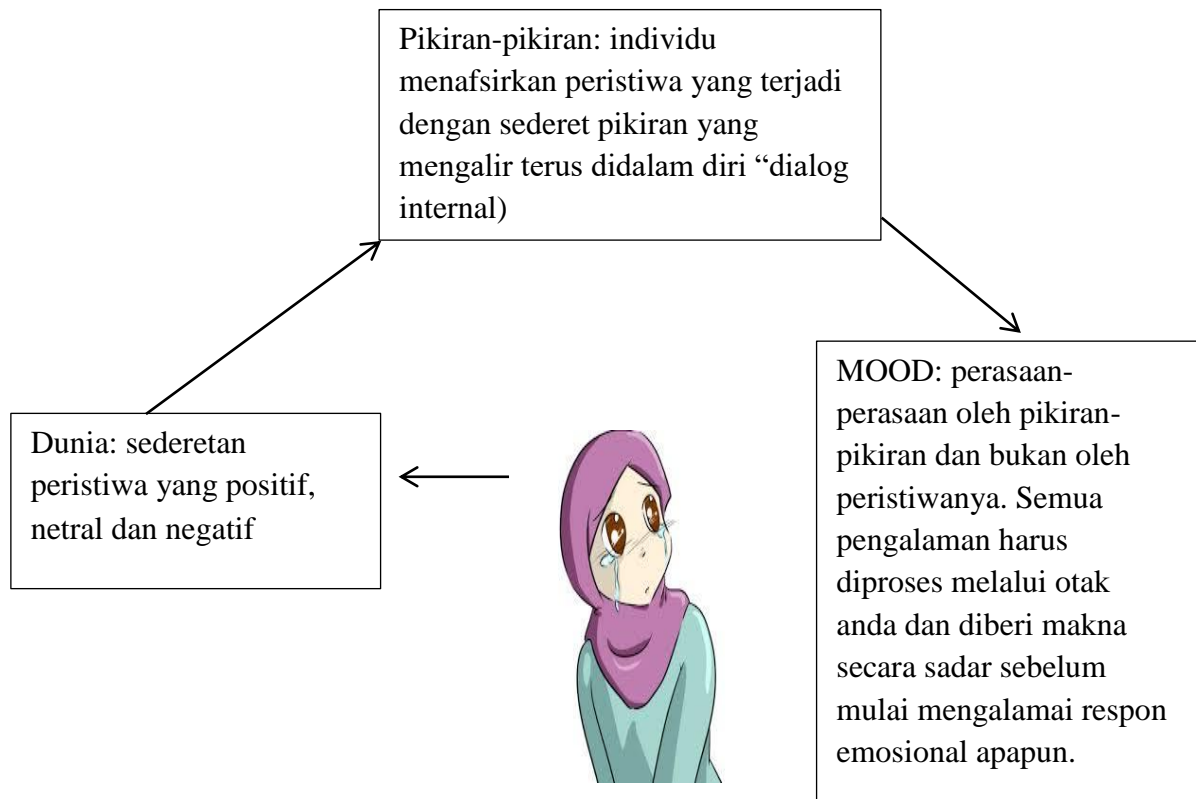 Pikiran-pikiran: individu
menafsirkan peristiwa yang terjadi
dengan sederet pikiran yang
mengalir terus didalam diri “dialog
internal)
MOOD: perasaan-
perasaan oleh pikiran-
pikiran dan bukan oleh
peristiwanya. Semua
pengalaman harus
diproses melalui otak
anda dan diberi makna
secara sadar sebelum
mulai mengalamai respon
emosional apapun.
Dunia: sederetan
peristiwa yang positif,
netral dan negatif